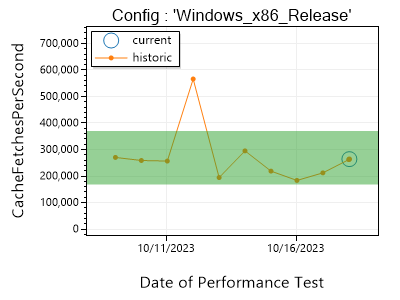 Config : 'Windows_x86_Release'
current
historic
700,000
600,000
500,000
400,000
300,000
200,000
100,000
0
CacheFetchesPerSecond
10/11/2023
10/16/2023
Date of Performance Test